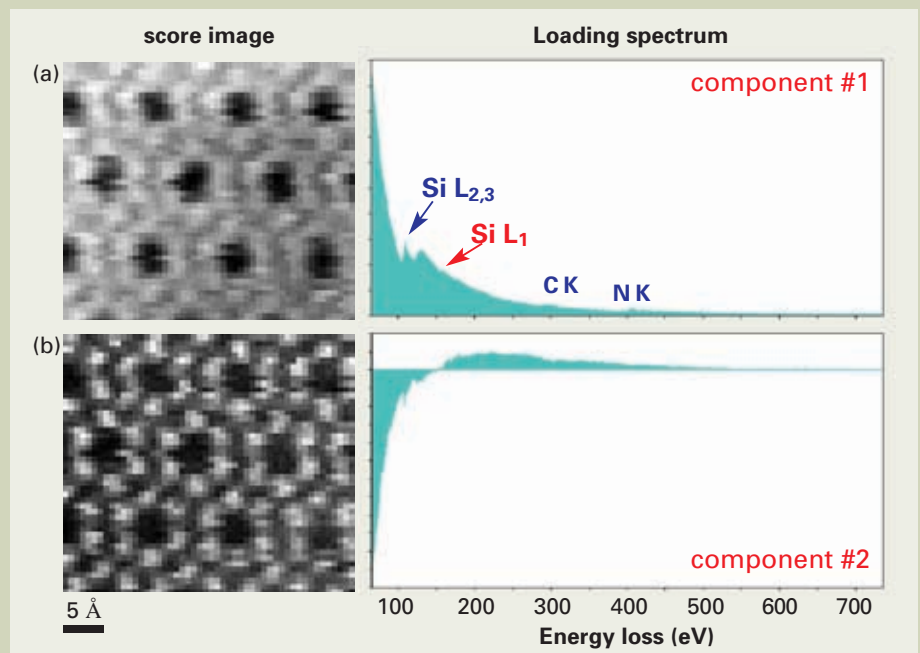 score image
Loading spectrum
(a)
component #1
Si L2,3
Si L1
C K
N K
(b)
component #2
5 Å
100 200 300 400 500 600 700
Energy loss (eV)